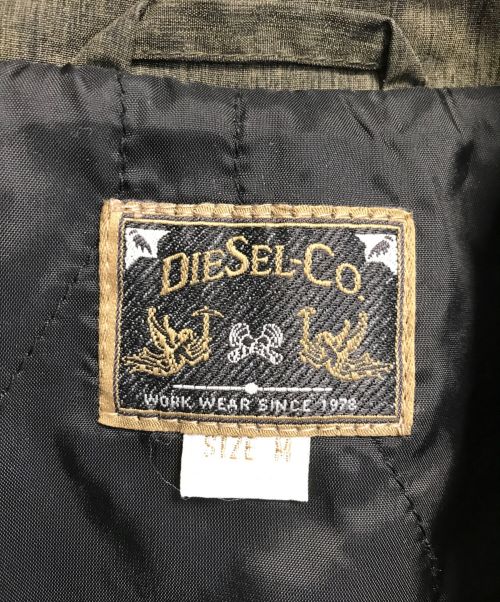 DIESEL-CO.
WORK WEAR SINCE 1978
SIZE M